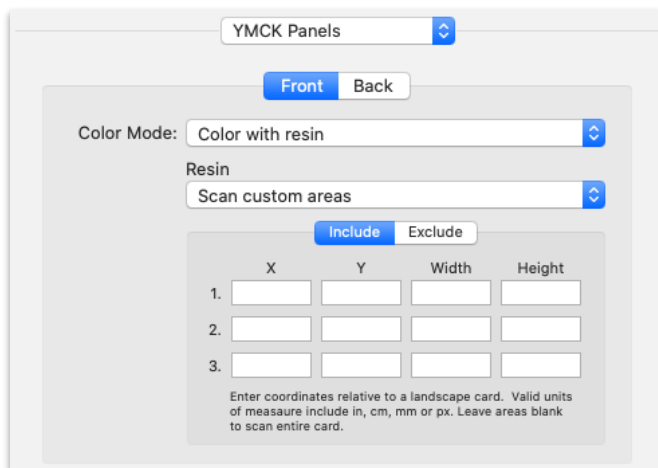 YMCK Panels
Front Back
Color Mode: Color with resin
Resin
Scan custom areas
Include Exclude
X Y Width Height
1.
2.
3.
Enter coordinates relative to a landscape card. Valid units
of measaure include in, cm, mm or px. Leave areas blank
to scan entire card.